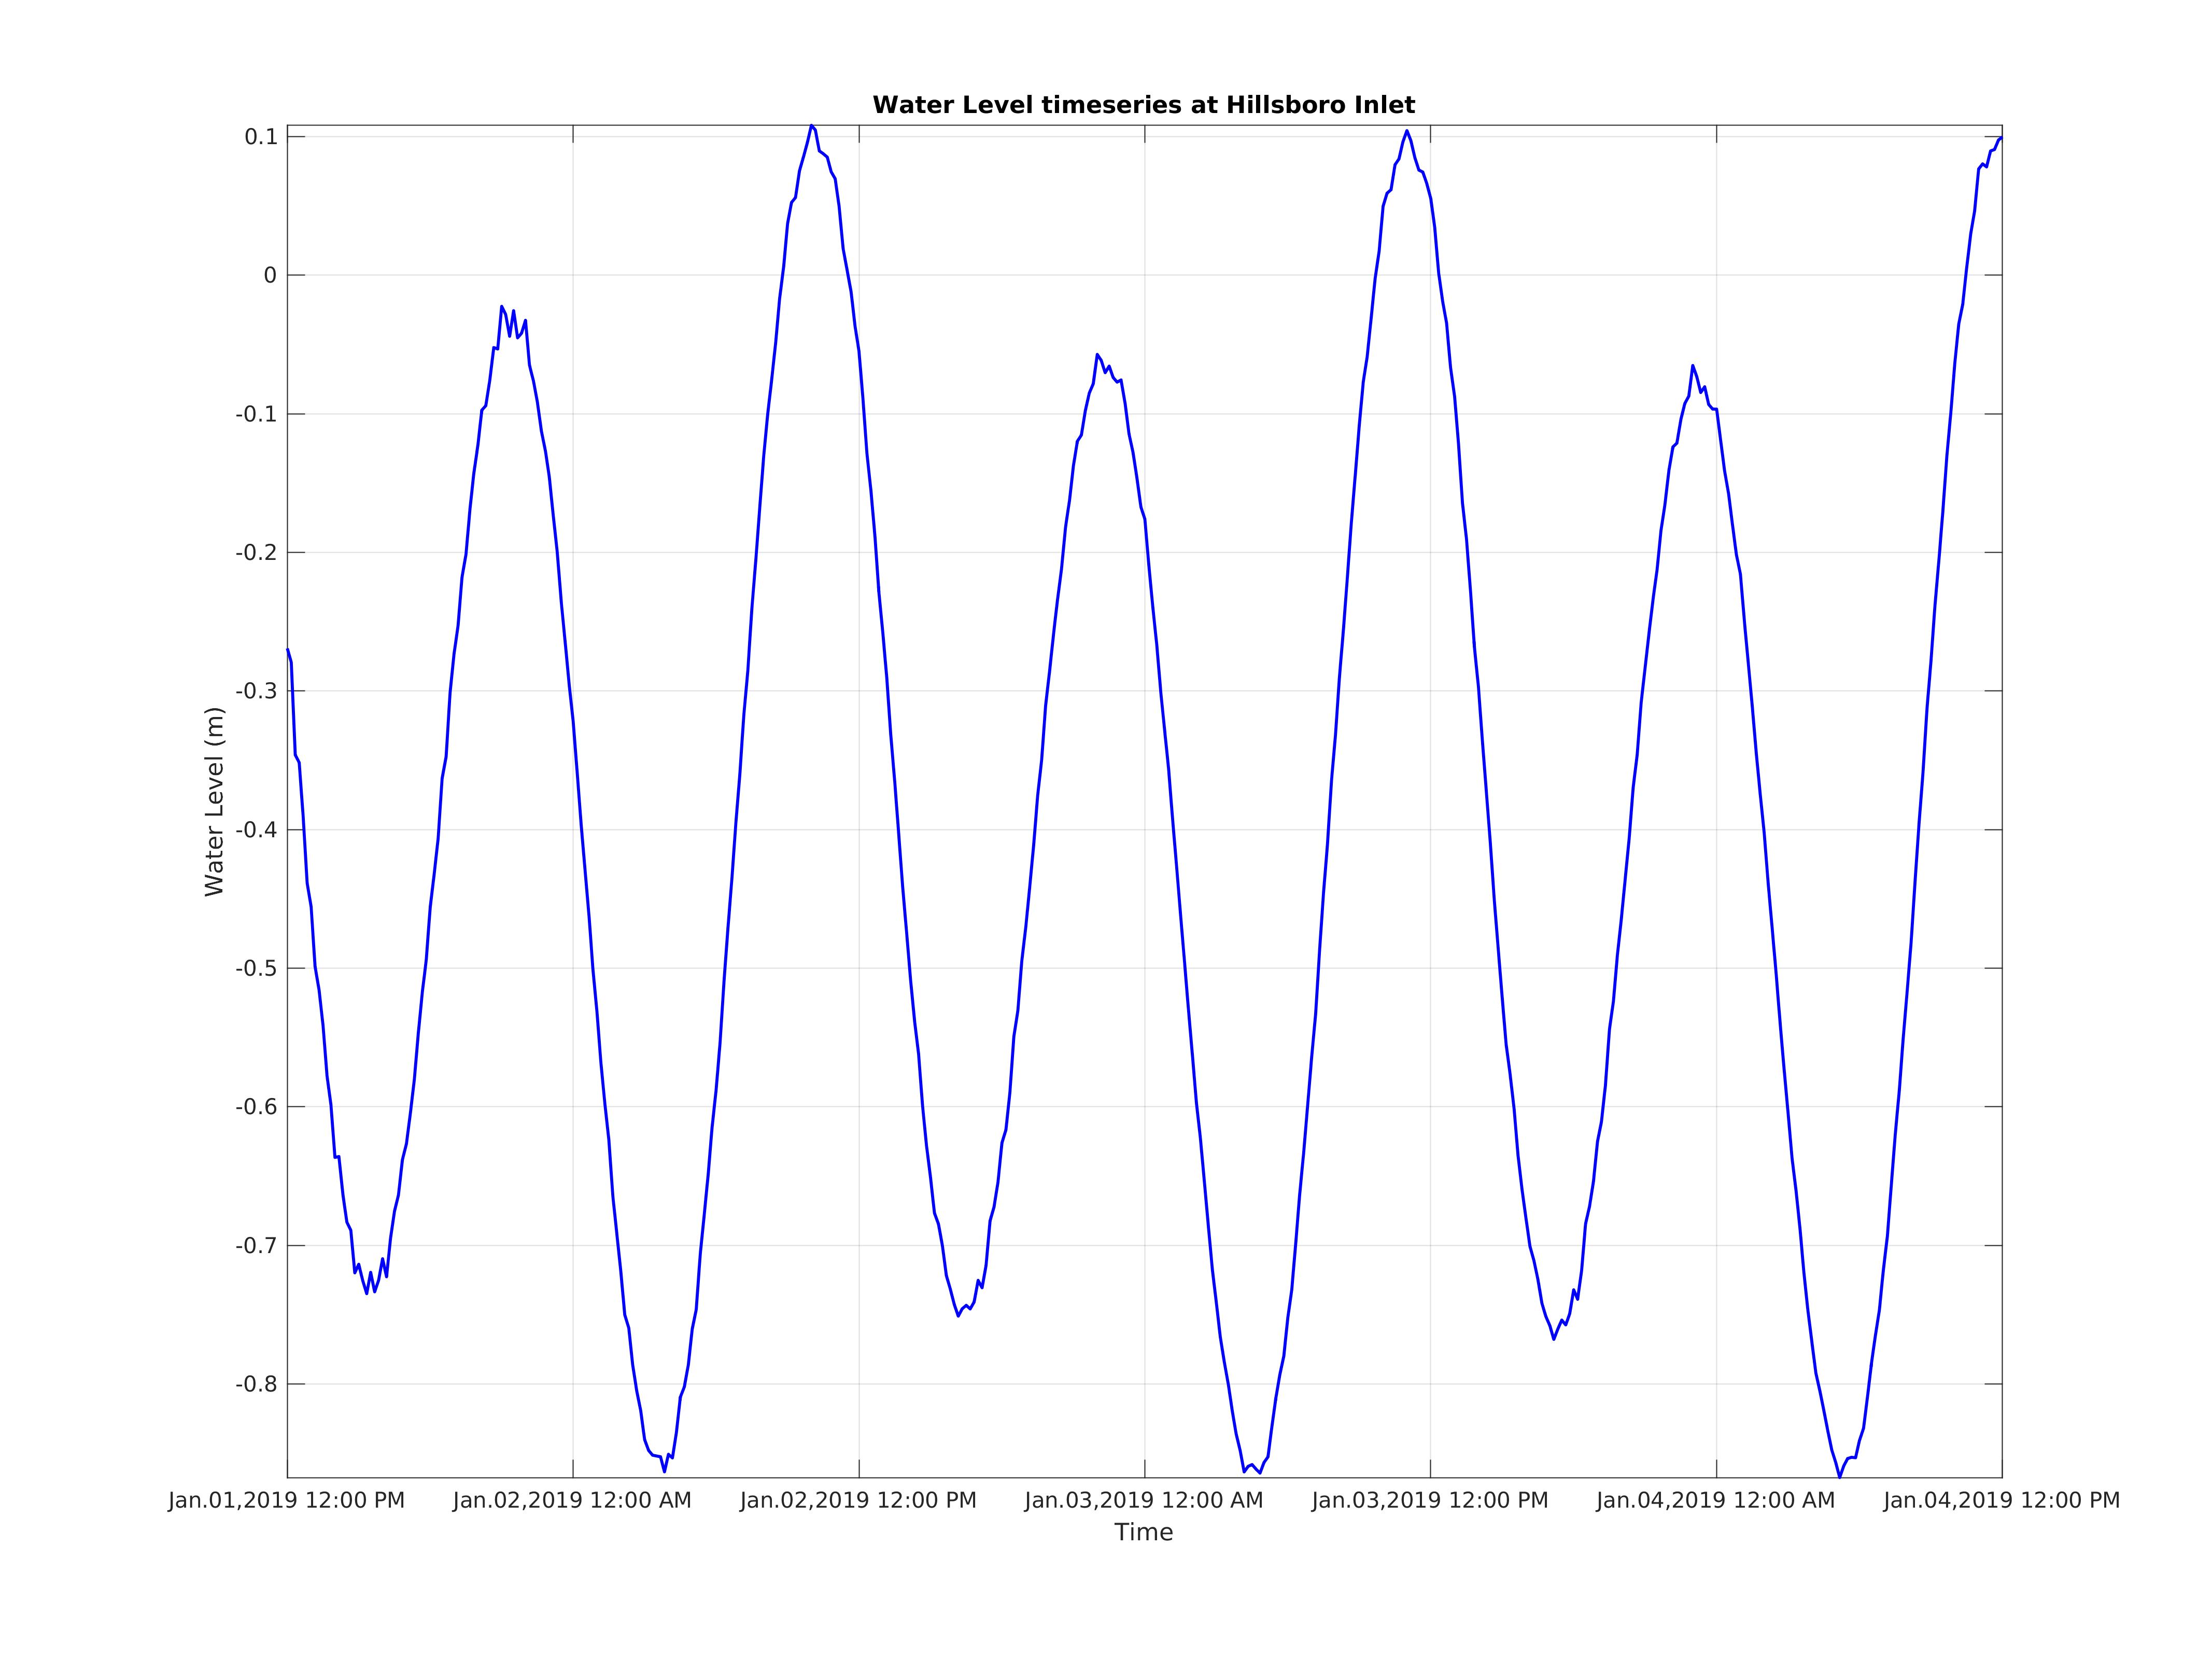 Water Level timeseries at Hillsboro Inlet
0.1
0
-0.1
-0.2
-0.3
-0.4
-0.5
-0.6
-0.7
-0.8
Water Level (m)
Jan.01,2019 12:00 PM Jan.02,2019 12:00 AM Jan.02,2019 12:00 PM Jan.03,2019 12:00 AM Jan.03,2019 12:00 PM Jan.04,2019 12:00 AM Jan.04,2019 12:00 PM
Time